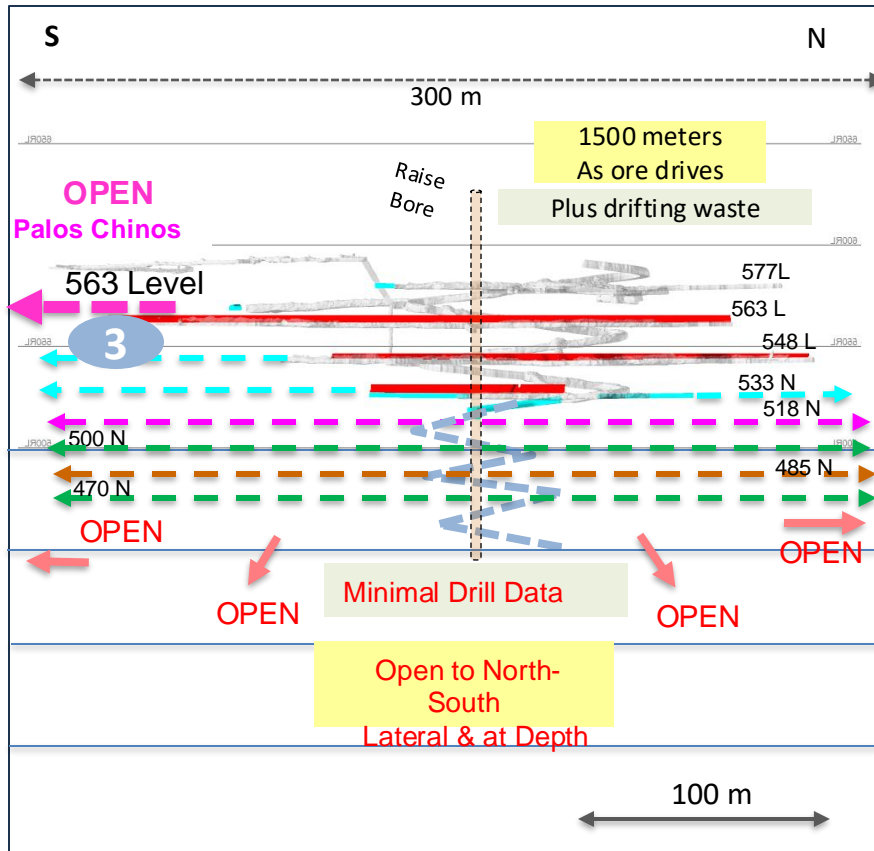 S
N
300 m
650RL
650RL
1500 meters
As ore drives
Raise
Bore
Plus drifting waste
OPEN
Palos Chinos
577L
563 Level
563 L
3
548 L
533 N
518 N
500 N
485 N
470 N
OPEN
OPEN
OPEN
OPEN
Minimal Drill Data
Open to North-
South
Lateral & at Depth
100 m